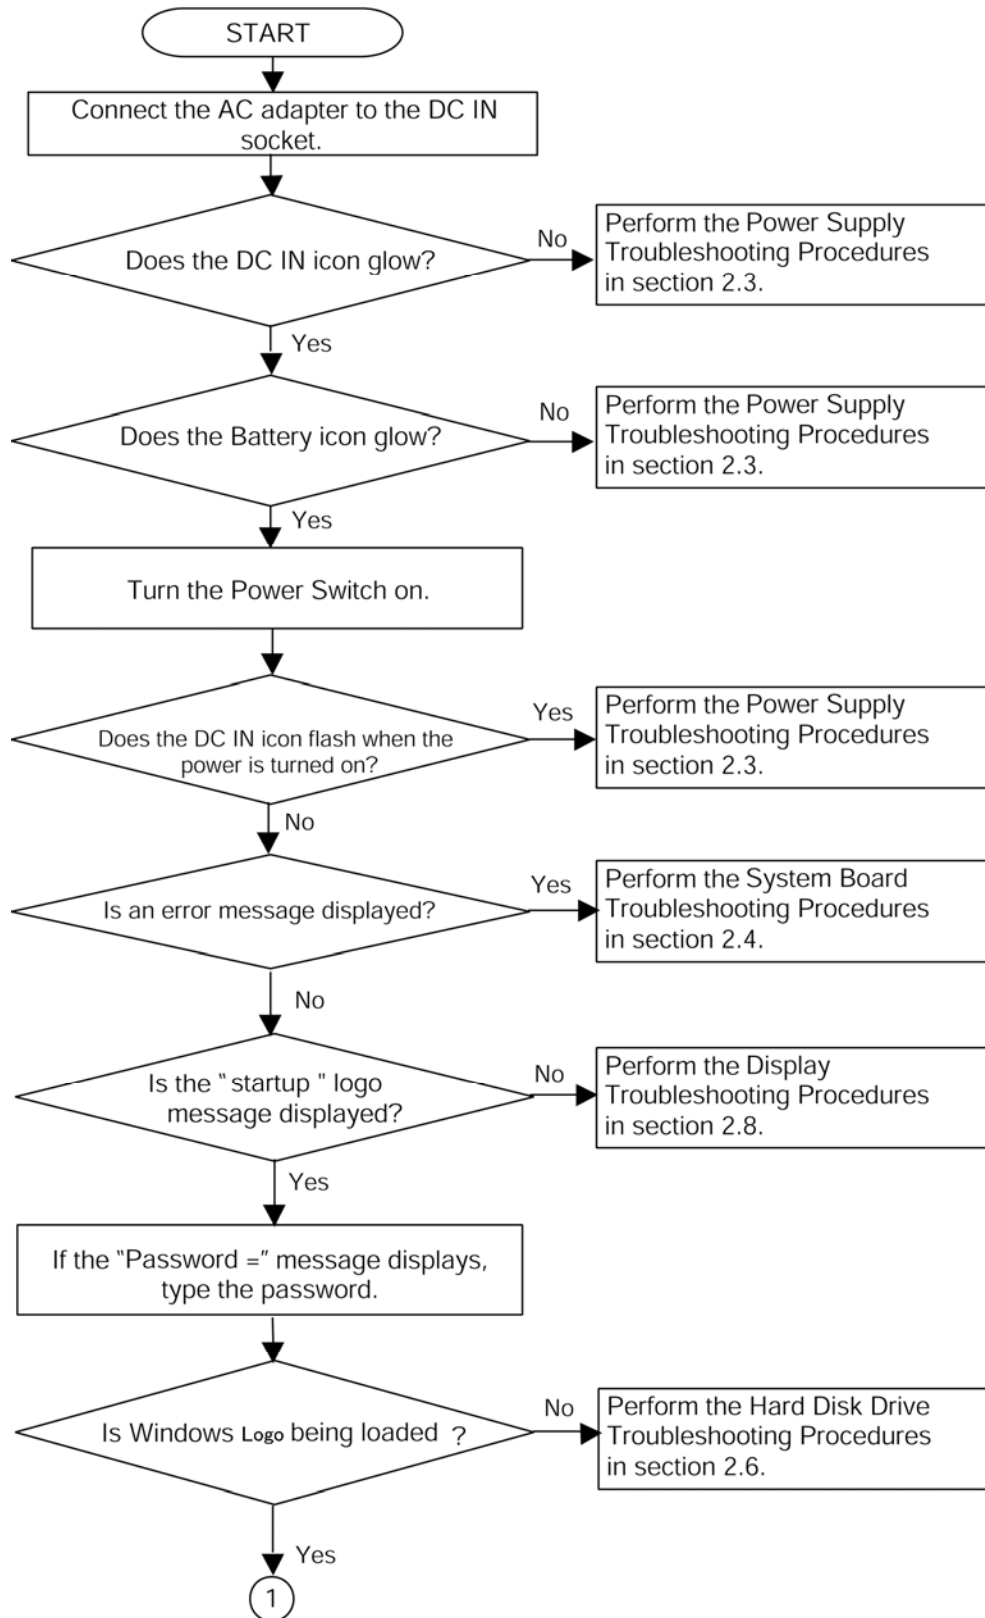 START
Connect the AC adapter to the DC IN
socket.
Does the DC IN icon glow?
No
Perform the Power Supply
Troubleshooting Procedures
in section 2.3.
Yes
Does the Battery icon glow?
No
Perform the Power Supply
Troubleshooting Procedures
in section 2.3.
Yes
Turn the Power Switch on.
Does the DC IN icon flash when the
power is turned on?
Yes
Perform the Power Supply
Troubleshooting Procedures
in section 2.3.
No
Is an error message displayed?
Yes
Perform the System Board
Troubleshooting Procedures
in section 2.4.
No
Is the “ startup ” logo
message displayed?
No
Perform the Display
Troubleshooting Procedures
in section 2.8.
Yes
If the “Password =” message displays,
type the password.
Is Windows Logo being loaded ?
No
Perform the Hard Disk Drive
Troubleshooting Procedures
in section 2.6.
Yes
1